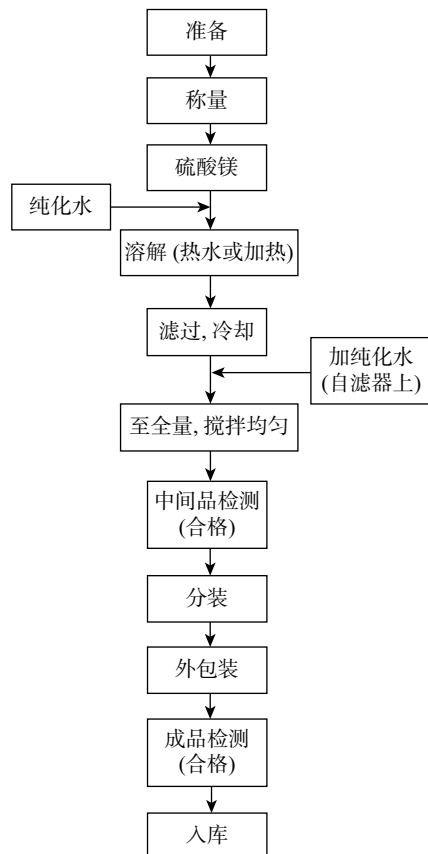 准备
称量
硫酸镁
纯化水
溶解 (热水或加热)
滤过, 冷却
加纯化水
(自滤器上)
至全量, 搅拌均匀
中间品检测
(合格)
分装
外包装
成品检测
(合格)
入库